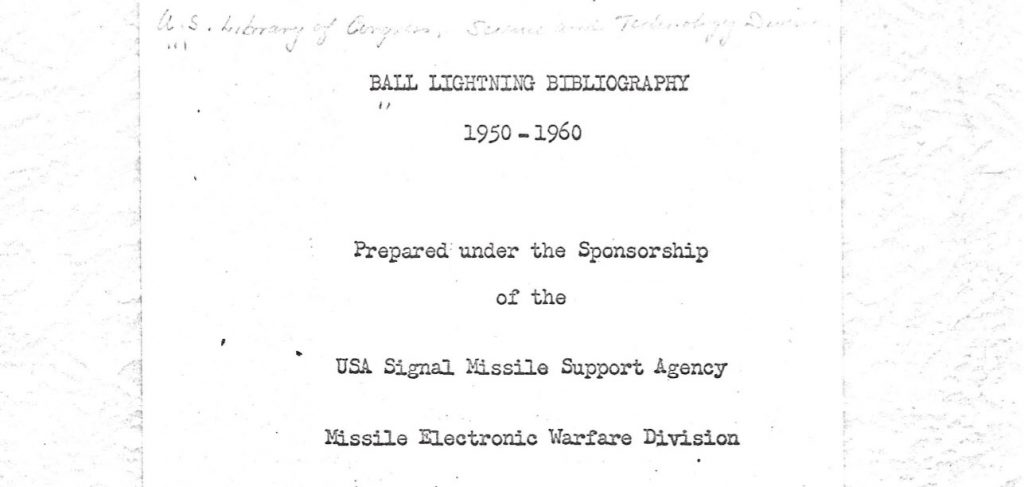 U.S. Library of Congress, Science and Technology
BALL LIGHTNING BIBLIOGRAPHY
1950-1960
Prepared under the Sponsorship
of the
USA Signal Missile Support Agency
Missile Electronic Warfare Division